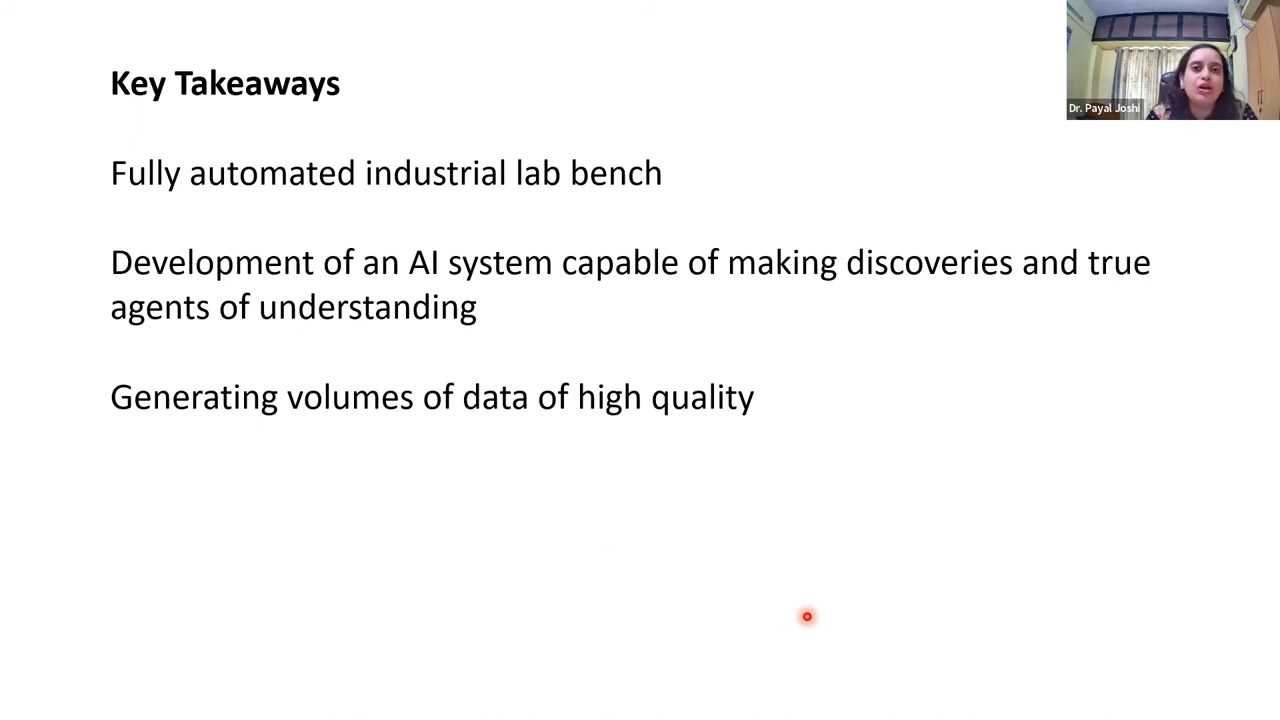 Key Takeaways
Dr. Payal Joshi
Fully automated industrial lab bench
Development of an AI system capable of making discoveries and true
agents of understanding
Generating volumes of data of high quality